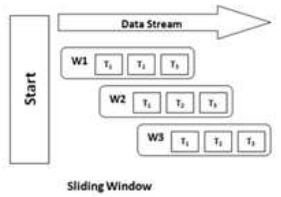 Data Stream
Start
W1 T₁ T₂ T₃
W2 T₁ T₂ T₃
W3 T₁ T₂ T₃
Sliding Window